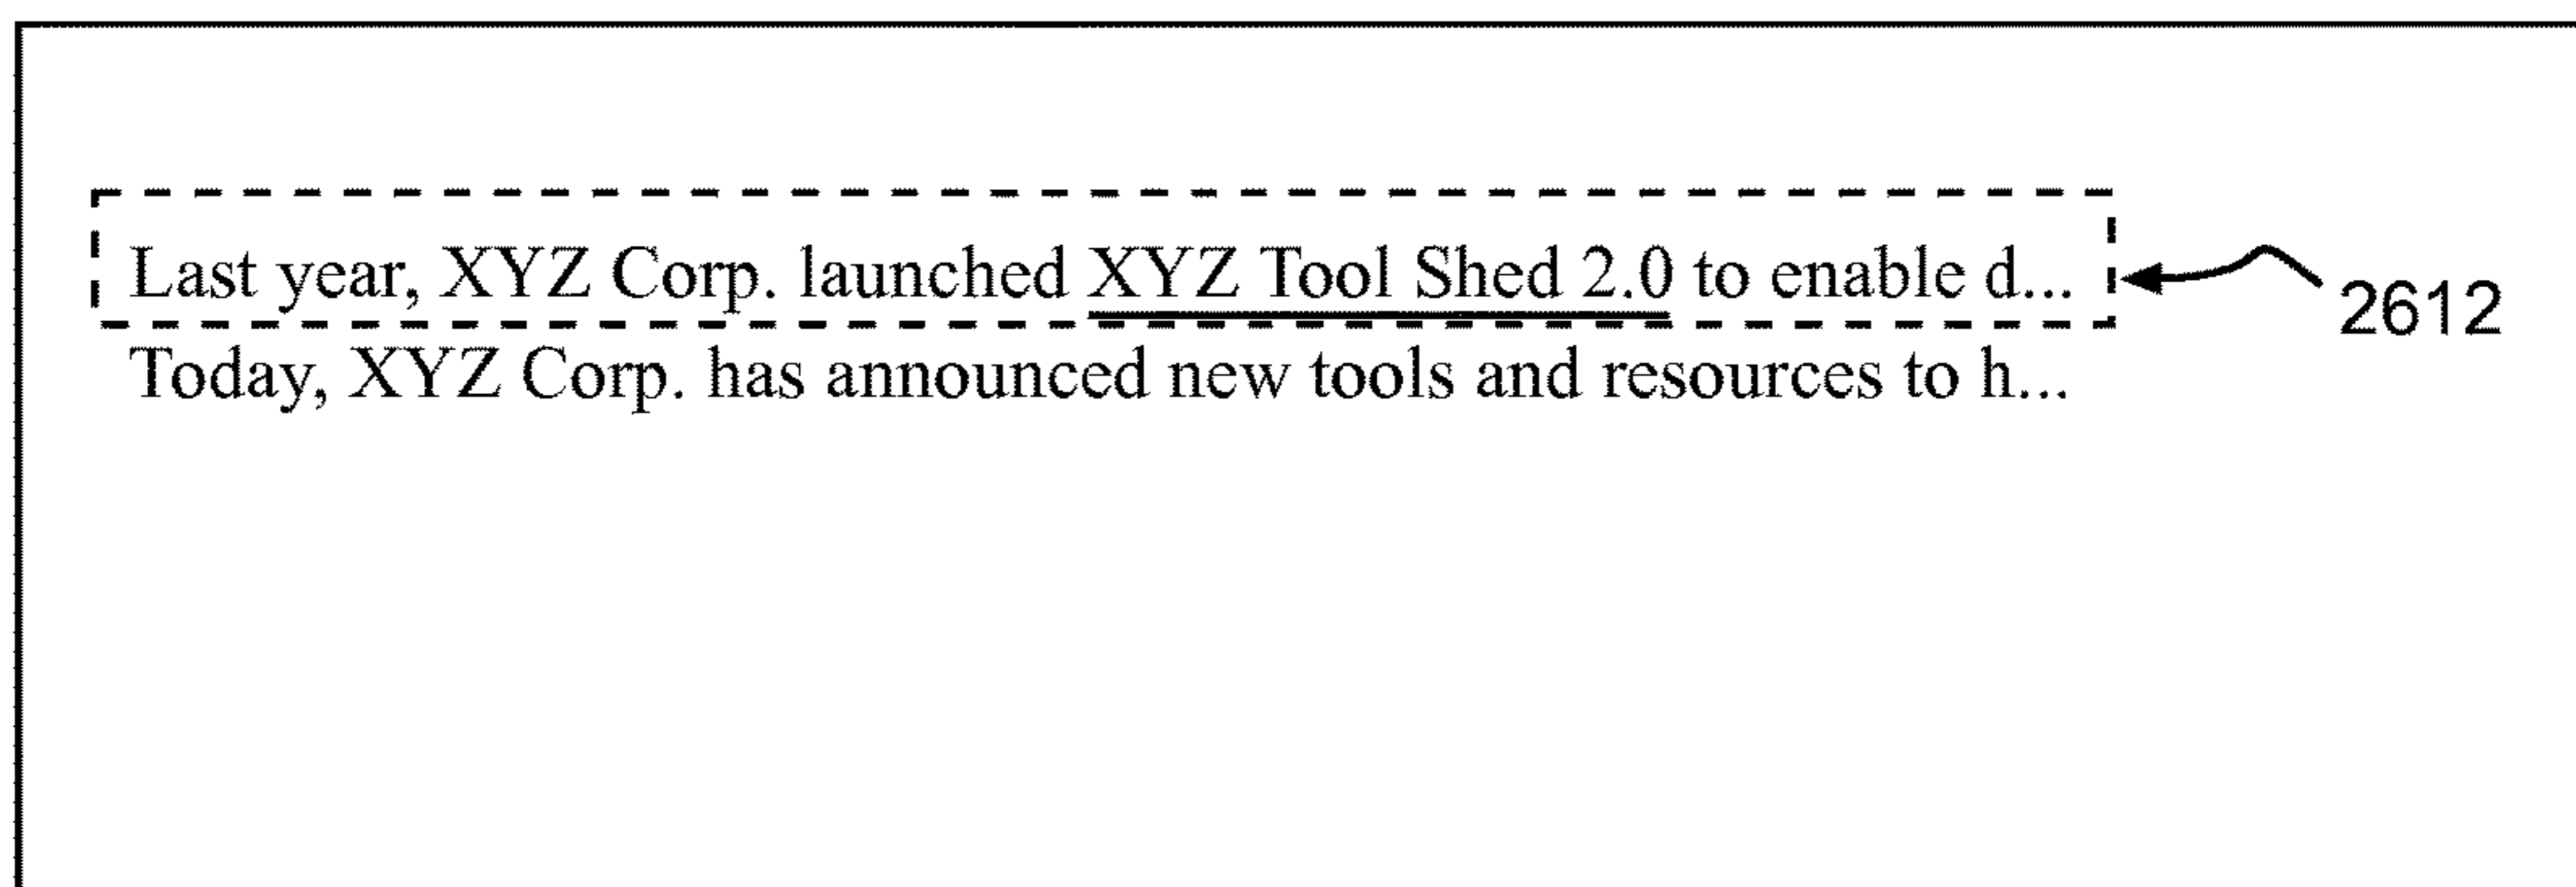 Last year, XYZ Corp. launched XYZ Tool Shed 2.0 to enable d...
2612
Today, XYZ Corp. has announced new tools and resources to h...